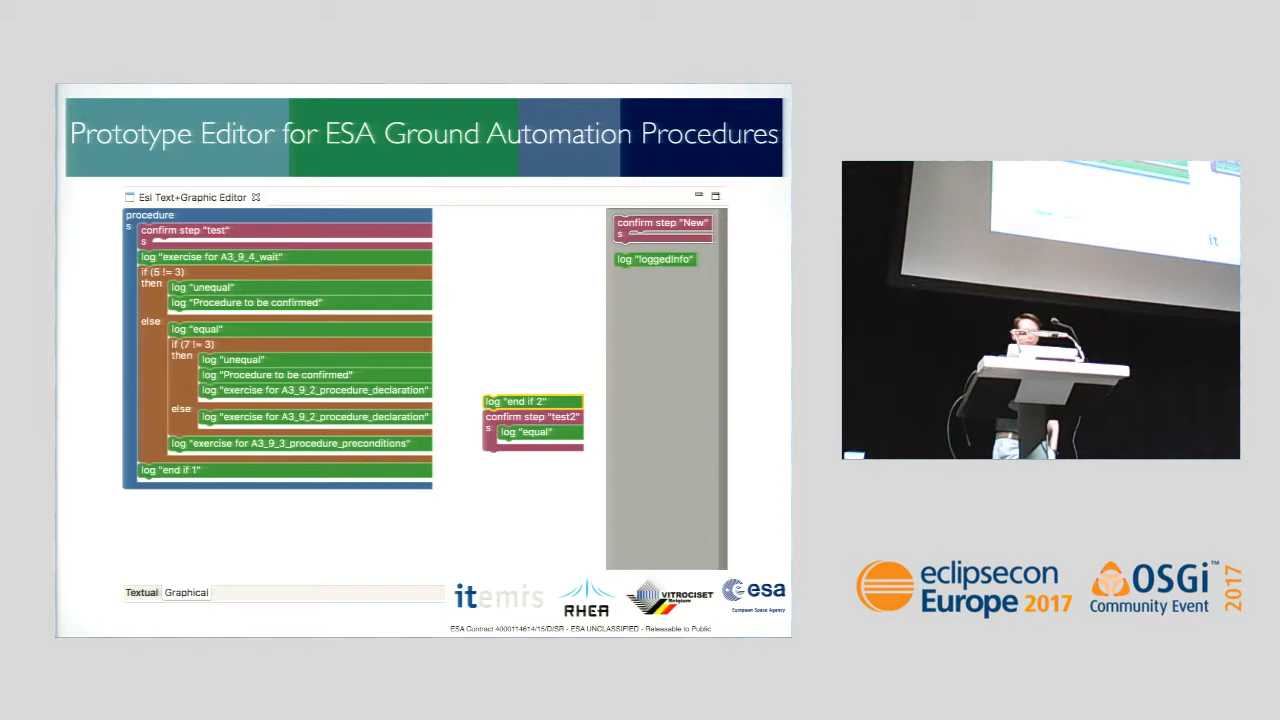 Prototype Editor for ESA Ground Automation Procedures
Esl Text+Graphic Editor
procedure
s
confirm step "test"
s
log "exercise for A3_9_4_wait"
if (5 != 3)
then
log "unequal"
log "Procedure to be confirmed"
else
log "equal"
if (7 != 3)
then
log "unequal"
log "Procedure to be confirmed"
log "exercise for A3_9_2_procedure_declaration"
else
log "exercise for A3_9_2_procedure_declaration"
log "exercise for A3_9_3_procedure_preconditions"
log "end if 1"
log "end if 2"
confirm step "test2"
s
log "equal"
confirm step "New"
s
log "loggedInfo"
Textual Graphical
itemis
RHEA
VITROCISET
Belgium
esa
European Space Agency
ESA Contract 4000114614/15/D/SR - ESA UNCLASSIFIED - Releasable to Public
it
eclipsecon
Europe 2017
OSGi™
Community Event
2017